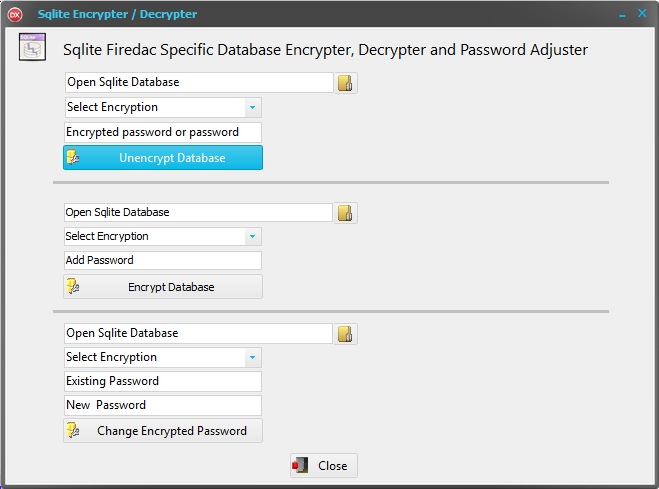 DX Sqlite Encrypter / Decrypter
Sqlite Firedac Specific Database Encrypter, Decrypter and Password Adjuster
Open Sqlite Database
Select Encryption
Encrypted password or password
Unencrypt Database
Open Sqlite Database
Select Encryption
Add Password
Encrypt Database
Open Sqlite Database
Select Encryption
Existing Password
New Password
Change Encrypted Password
Close